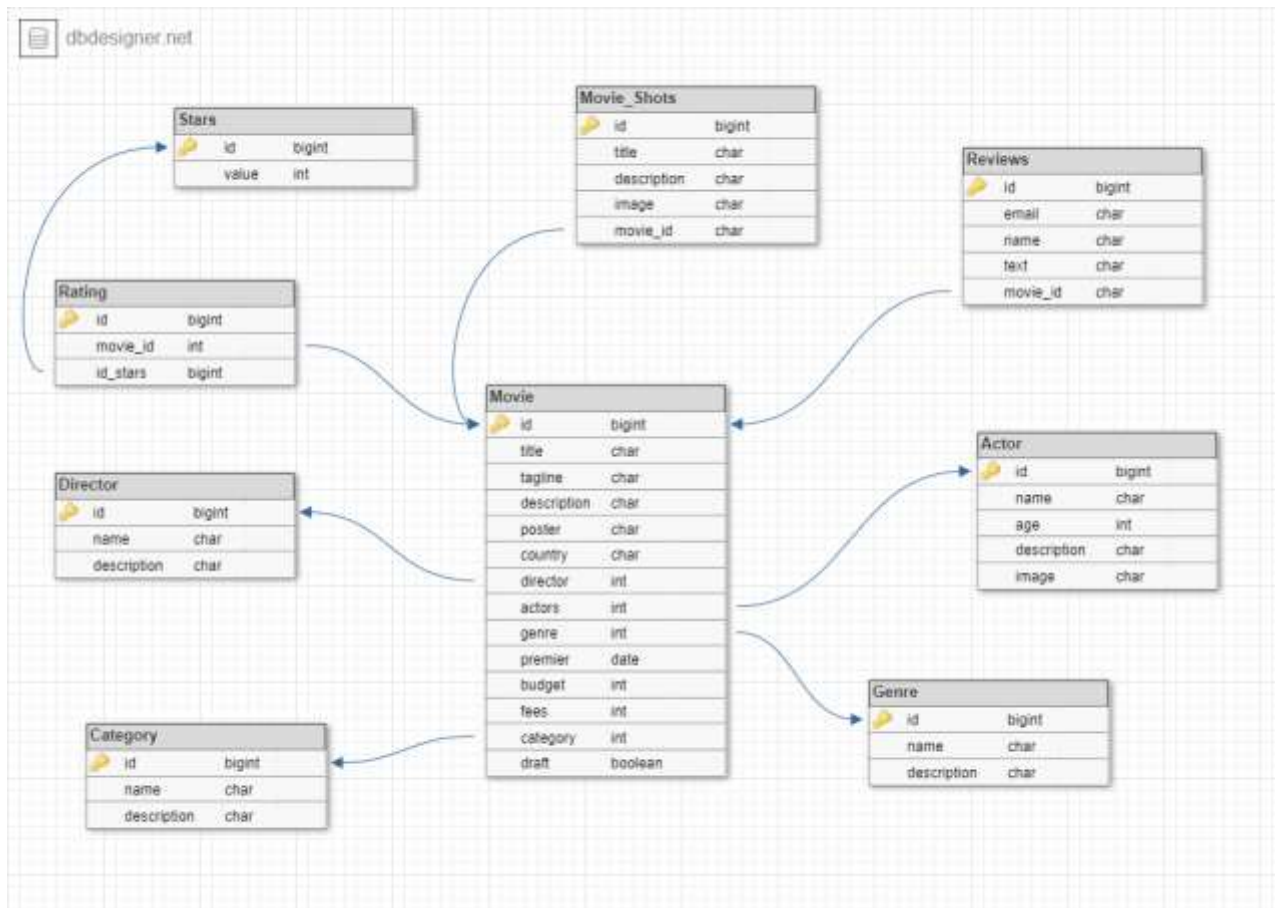 dbdesigner.net
Stars
id bigint
value int
Movie_Shots
id bigint
title char
description char
image char
movie_id char
Reviews
id bigint
email char
name char
text char
movie_id char
Rating
id bigint
movie_id int
id_stars bigint
Movie
id bigint
title char
tagline char
description char
poster char
country char
director int
actors int
genre int
premier date
budget int
fees int
category int
draft boolean
Actor
id bigint
name char
age int
description char
image char
Director
id bigint
name char
description char
Genre
id bigint
name char
description char
Category
id bigint
name char
description char